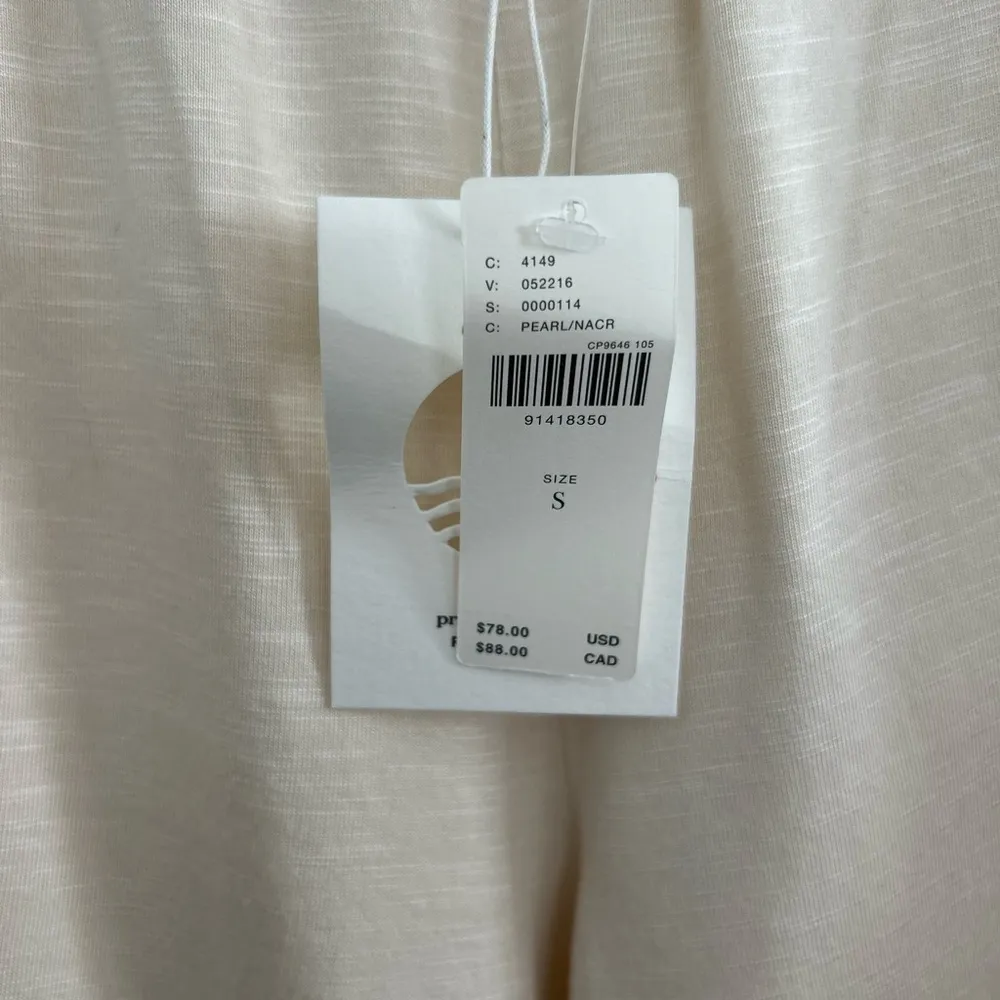 C: 4149
V: 052216
S: 0000114
C: PEARL/NACR
CP9646 105
91418350
SIZE
S
$78.00 USD
$88.00 CAD